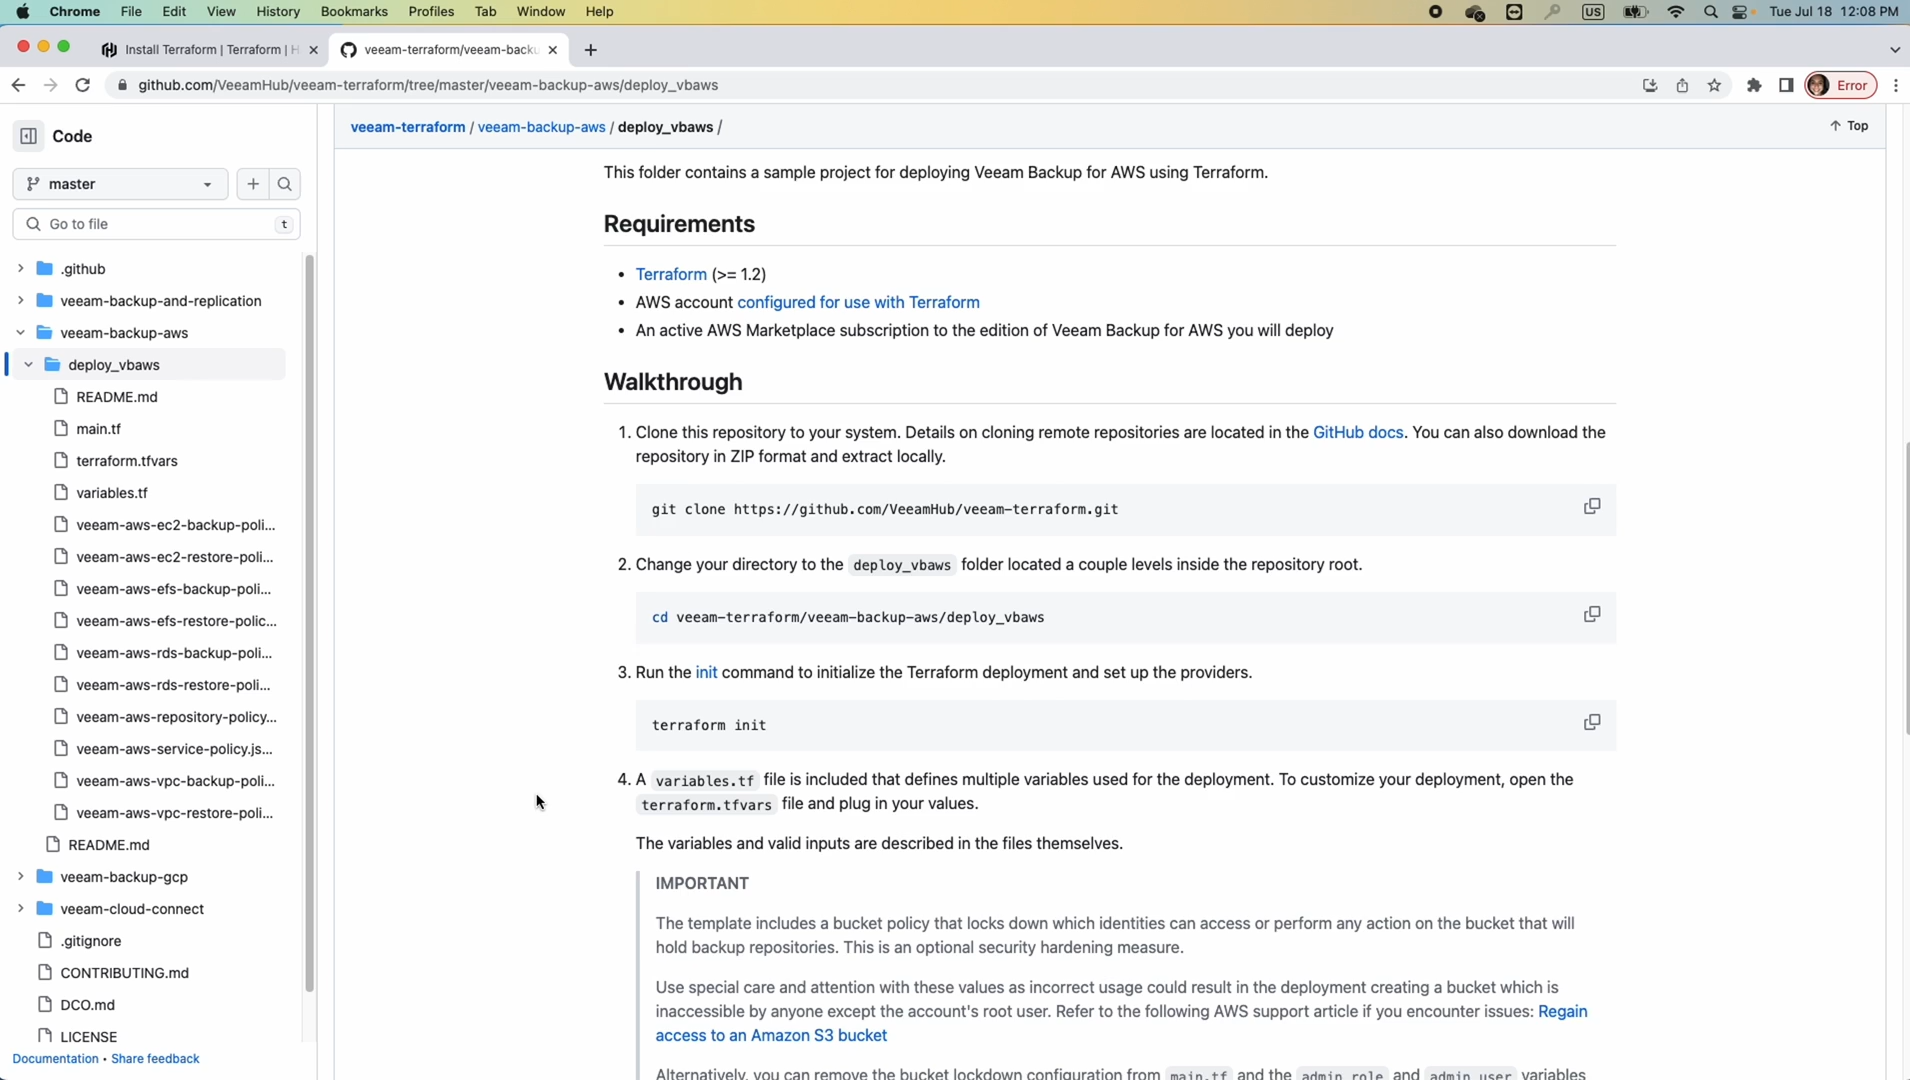 Chrome File Edit View History Bookmarks Profiles Tab Window Help US Tue Jul 18 12:08 PM
Install Terraform | Terraform | H veeam-terraform/veeam-backu
github.com/VeeamHub/veeam-terraform/tree/master/veeam-backup-aws/deploy_vbaws Error
Code
master
Go to file t
.github
veeam-backup-and-replication
veeam-backup-aws
deploy_vbaws
README.md
main.tf
terraform.tfvars
variables.tf
veeam-aws-ec2-backup-poli...
veeam-aws-ec2-restore-poli...
veeam-aws-efs-backup-poli...
veeam-aws-efs-restore-polic...
veeam-aws-rds-backup-poli...
veeam-aws-rds-restore-poli...
veeam-aws-repository-policy...
veeam-aws-service-policy.js...
veeam-aws-vpc-backup-poli...
veeam-aws-vpc-restore-poli...
README.md
veeam-backup-gcp
veeam-cloud-connect
.gitignore
CONTRIBUTING.md
DCO.md
LICENSE
Documentation • Share feedback
veeam-terraform / veeam-backup-aws / deploy_vbaws / ↑ Top
This folder contains a sample project for deploying Veeam Backup for AWS using Terraform.
Requirements
• Terraform (>= 1.2)
• AWS account configured for use with Terraform
• An active AWS Marketplace subscription to the edition of Veeam Backup for AWS you will deploy
Walkthrough
1. Clone this repository to your system. Details on cloning remote repositories are located in the GitHub docs. You can also download the
repository in ZIP format and extract locally.
git clone https://github.com/VeeamHub/veeam-terraform.git
2. Change your directory to the deploy_vbaws folder located a couple levels inside the repository root.
cd veeam-terraform/veeam-backup-aws/deploy_vbaws
3. Run the init command to initialize the Terraform deployment and set up the providers.
terraform init
4. A variables.tf file is included that defines multiple variables used for the deployment. To customize your deployment, open the
terraform.tfvars file and plug in your values.
The variables and valid inputs are described in the files themselves.
IMPORTANT
The template includes a bucket policy that locks down which identities can access or perform any action on the bucket that will
hold backup repositories. This is an optional security hardening measure.
Use special care and attention with these values as incorrect usage could result in the deployment creating a bucket which is
inaccessible by anyone except the account's root user. Refer to the following AWS support article if you encounter issues: Regain
access to an Amazon S3 bucket
Alternatively, you can remove the bucket lockdown configuration from main.tf and the admin_role and admin_user variables